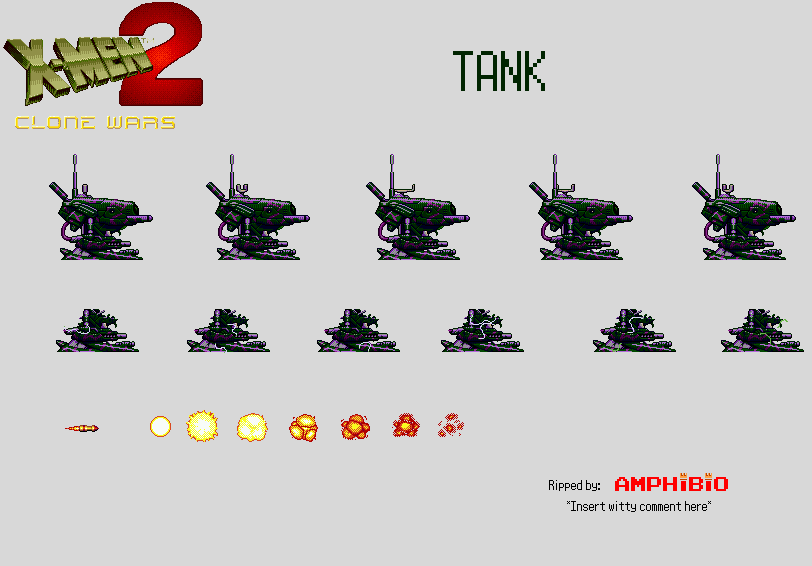 X-MEN 2
CLONE WARS
TANK
Ripped by: AMPHiBiO
"Insert witty comment here"